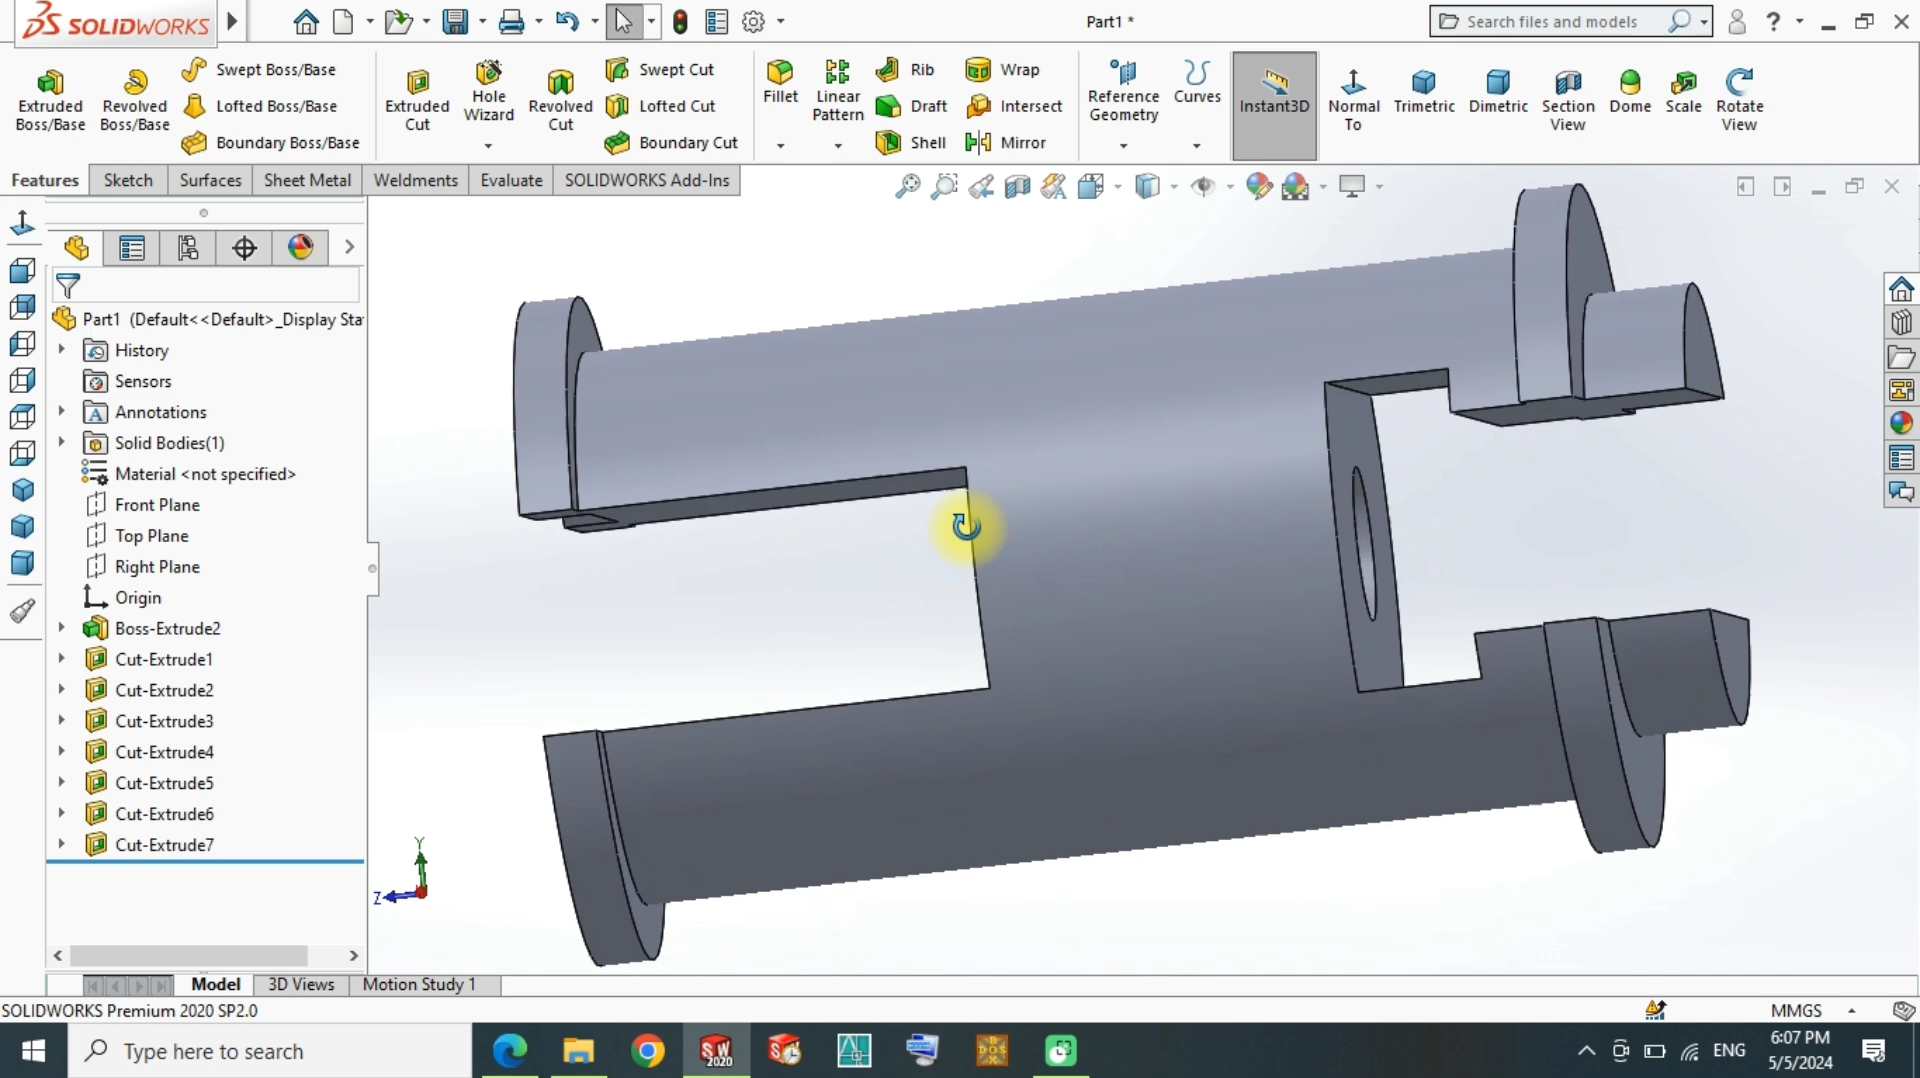 SOLIDWORKS
Part1 *
Search files and models
Extruded Boss/Base
Revolved Boss/Base
Swept Boss/Base
Lofted Boss/Base
Boundary Boss/Base
Extruded Cut
Hole Wizard
Revolved Cut
Swept Cut
Lofted Cut
Boundary Cut
Fillet
Linear Pattern
Rib
Draft
Shell
Wrap
Intersect
Mirror
Reference Geometry
Curves
Instant3D
Normal To
Trimetric
Dimetric
Section View
Dome
Scale
Rotate View
Features
Sketch
Surfaces
Sheet Metal
Weldments
Evaluate
SOLIDWORKS Add-Ins
Part1 (Default<<Default>_Display Sta
History
Sensors
Annotations
Solid Bodies(1)
Material <not specified>
Front Plane
Top Plane
Right Plane
Origin
Boss-Extrude2
Cut-Extrude1
Cut-Extrude2
Cut-Extrude3
Cut-Extrude4
Cut-Extrude5
Cut-Extrude6
Cut-Extrude7
Y
Z
Model
3D Views
Motion Study 1
SOLIDWORKS Premium 2020 SP2.0
MMGS
Type here to search
SW 2020
ENG
6:07 PM
5/5/2024